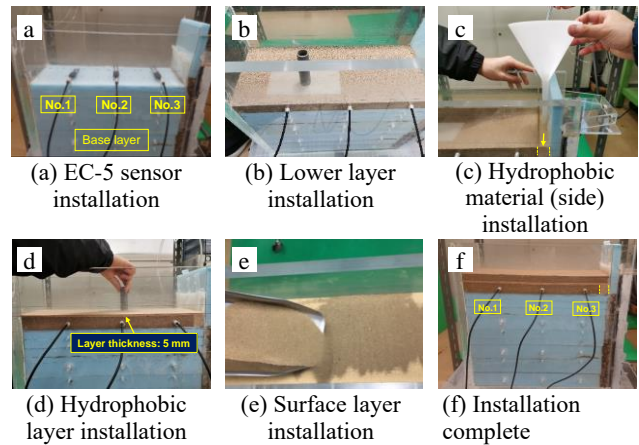 a
No.1
No.2
No.3
Base layer
(a) EC-5 sensor
installation
b
(b) Lower layer
installation
c
(c) Hydrophobic
material (side)
installation
d
Layer thickness: 5 mm
(d) Hydrophobic
layer installation
e
(e) Surface layer
installation
f
No.1
No.2
No.3
(f) Installation
complete